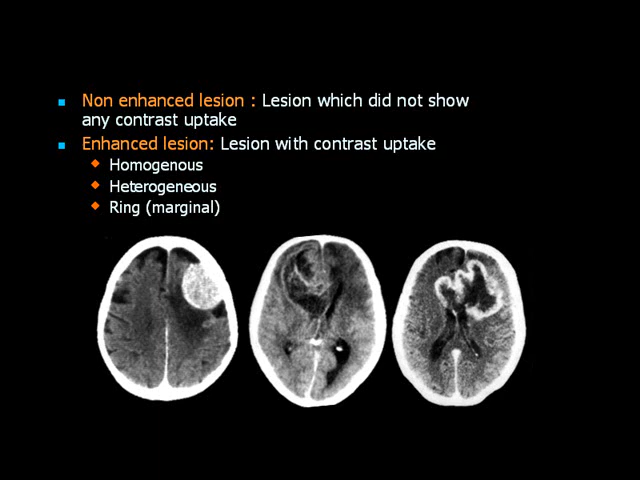 Non enhanced lesion : Lesion which did not show
any contrast uptake
Enhanced lesion: Lesion with contrast uptake
Homogenous
Heterogeneous
Ring (marginal)